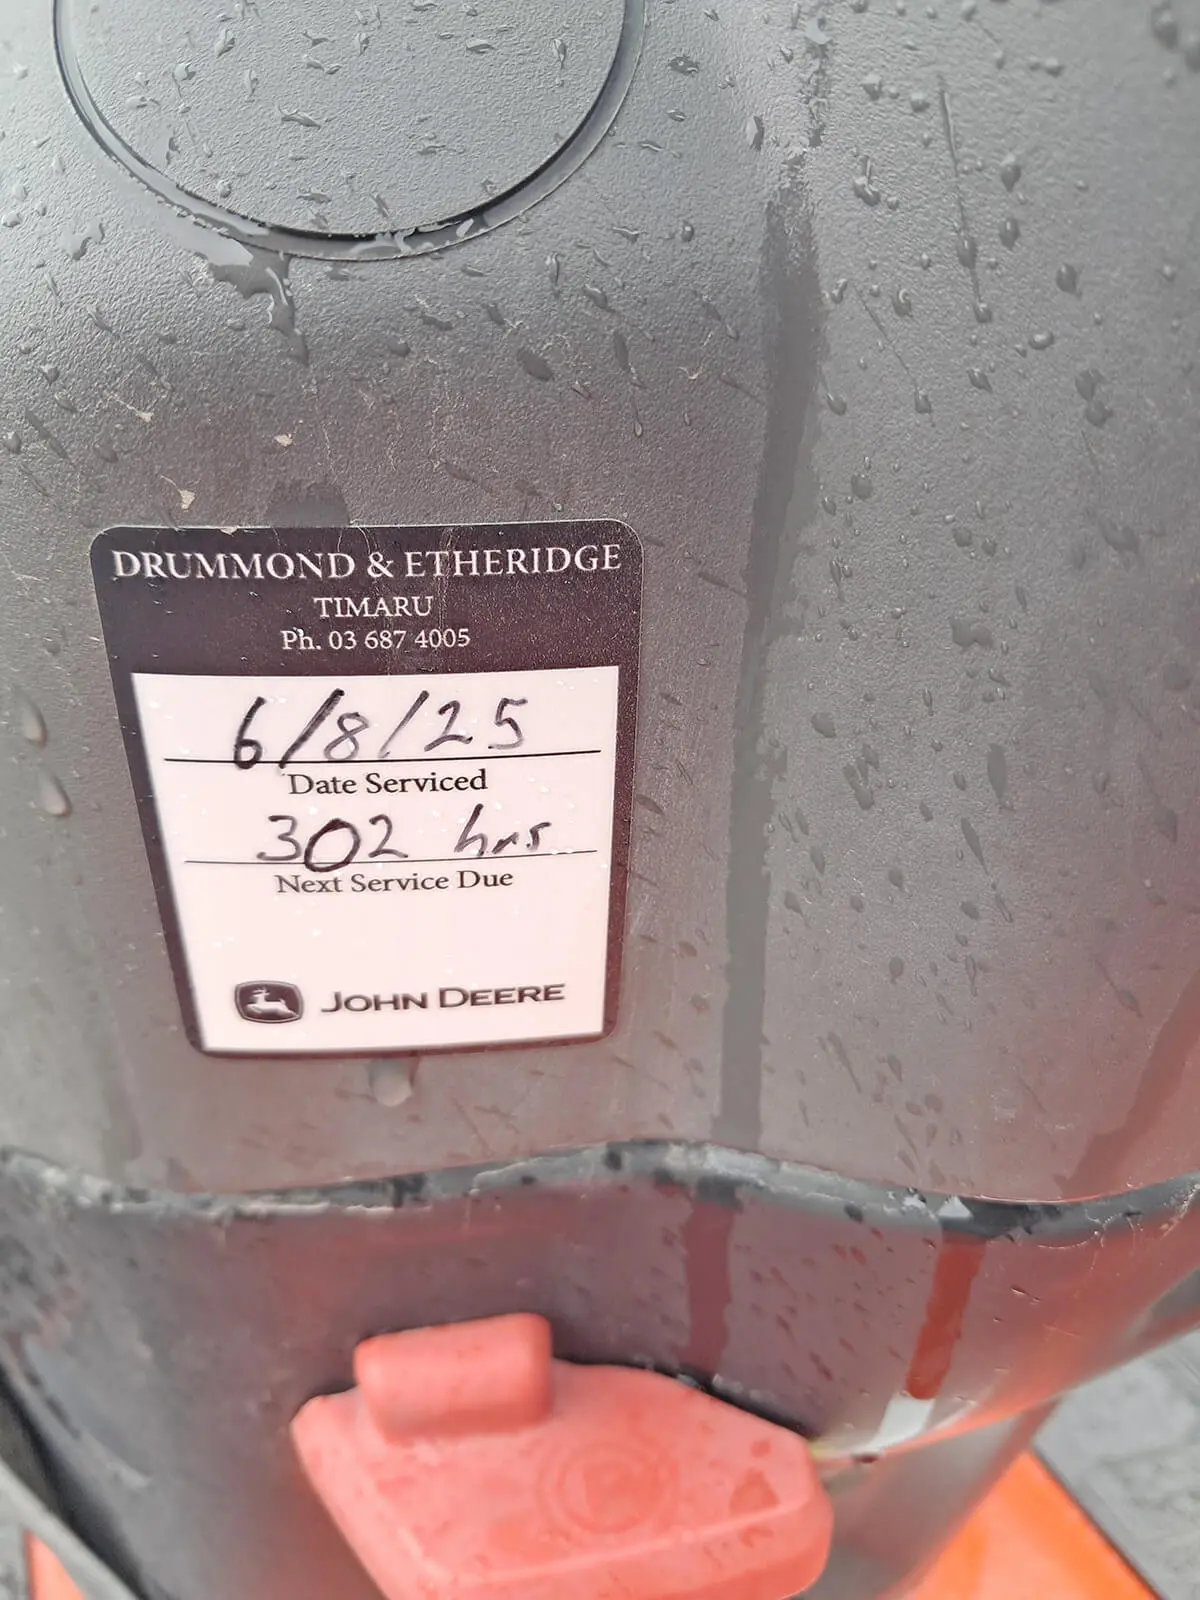 DRUMMOND & ETHERIDGE
TIMARU
Ph. 03 687 4005
6/8/25
Date Serviced
302 hrs
Next Service Due
JOHN DEERE